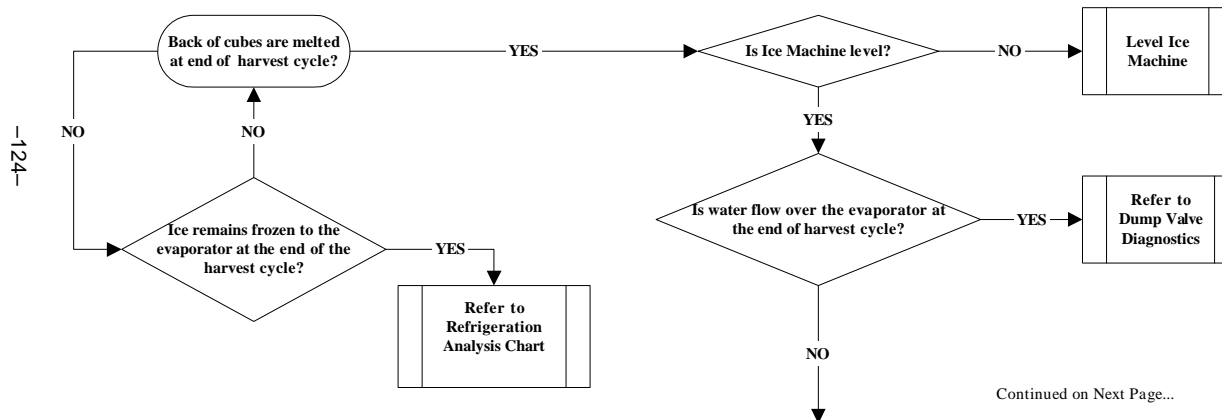 Back of cubes are melted
at end of harvest cycle?
YES
Is Ice Machine level?
NO
Level Ice
Machine
NO
NO
YES
–124–
Ice remains frozen to the
evaporator at the end of the
harvest cycle?
YES
Is water flow over the evaporator at
the end of harvest cycle?
YES
Refer to
Dump Valve
Diagnostics
Refer to
Refrigeration
Analysis Chart
NO
Continued on Next Page...